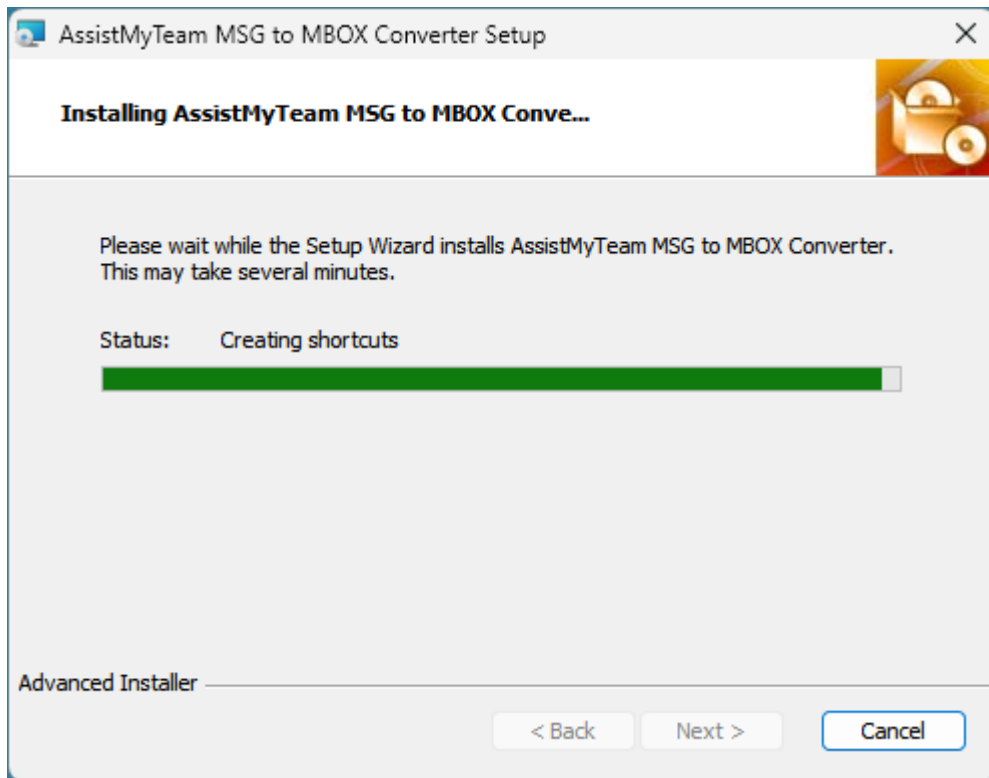 AssistMyTeam MSG to MBOX Converter Setup
Installing AssistMyTeam MSG to MBOX Conve...
Please wait while the Setup Wizard installs AssistMyTeam MSG to MBOX Converter.
This may take several minutes.
Status: Creating shortcuts
Advanced Installer
< Back Next > Cancel